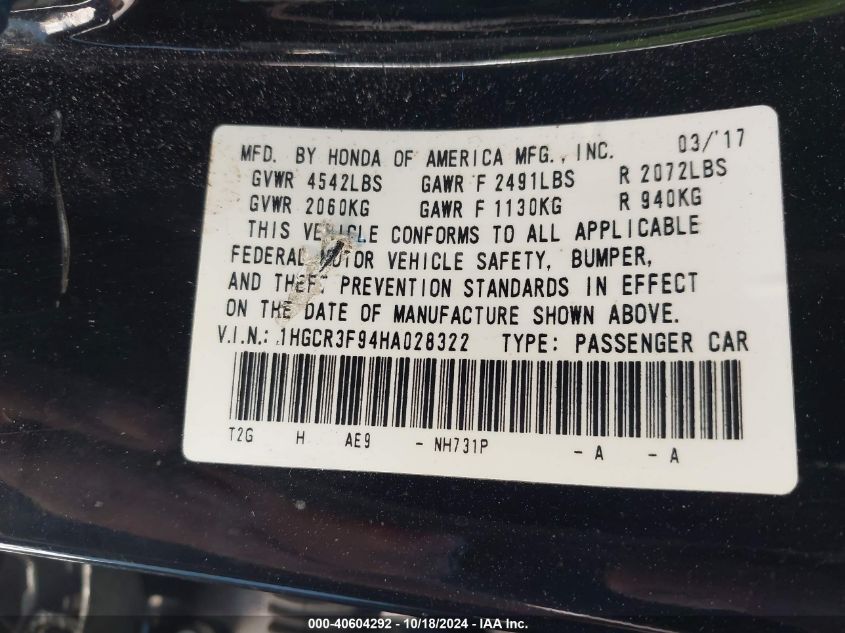 MFD. BY HONDA OF AMERICA MFG., INC. 03/'17
GVWR 4542LBS GAWR F 2491LBS R 2072LBS
GVWR 2060KG GAWR F 1130KG R 940KG
THIS VEHICLE CONFORMS TO ALL APPLICABLE
FEDERAL MOTOR VEHICLE SAFETY, BUMPER,
AND THEFT PREVENTION STANDARDS IN EFFECT
ON THE DATE OF MANUFACTURE SHOWN ABOVE.
V.I.N.: 1HGCR3F94HA028322 TYPE: PASSENGER CAR
T2G H AE9 - NH731P - A - A
000-40604292 - 10/18/2024 - IAA Inc.